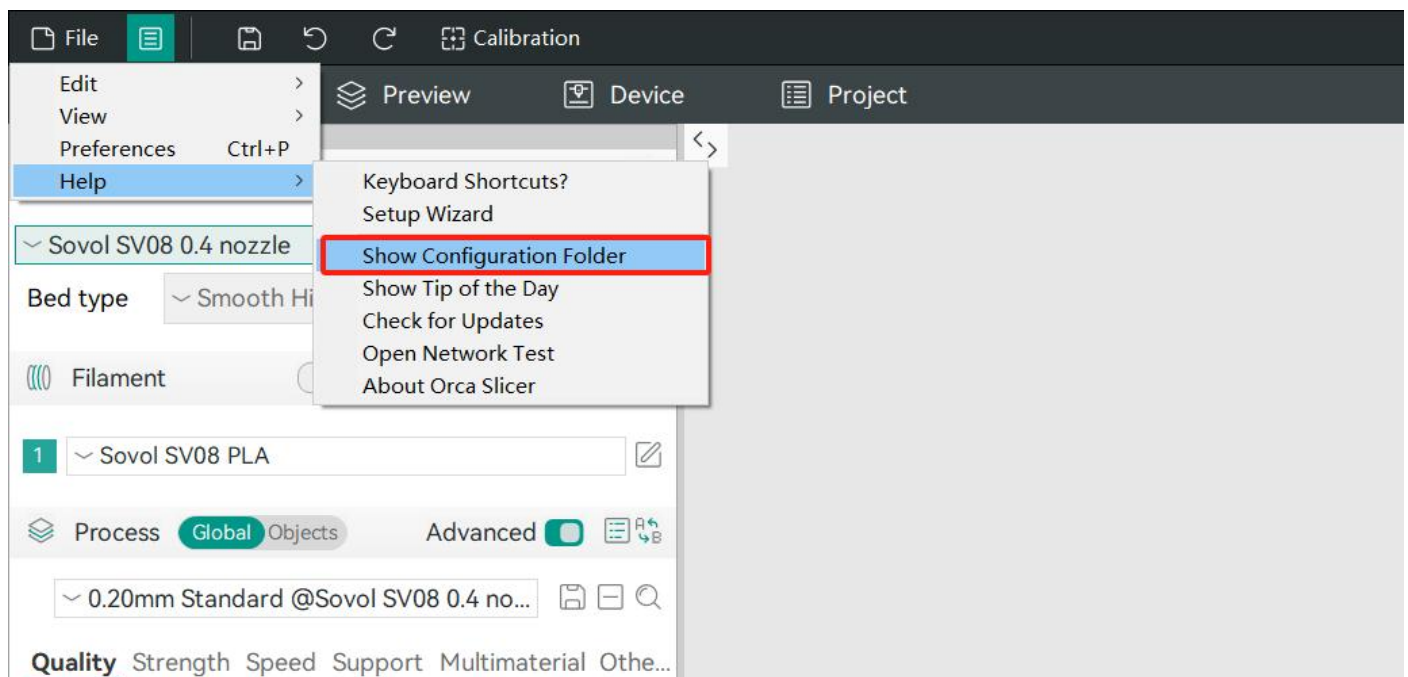 File Calibration
Edit
View
Preferences Ctrl+P
Help
Preview Device Project
Keyboard Shortcuts?
Setup Wizard
Show Configuration Folder
Show Tip of the Day
Check for Updates
Open Network Test
About Orca Slicer
Sovol SV08 0.4 nozzle
Bed type Smooth Hi
Filament
1 Sovol SV08 PLA
Process Global Objects Advanced
0.20mm Standard @Sovol SV08 0.4 no...
Quality Strength Speed Support Multimaterial Othe...